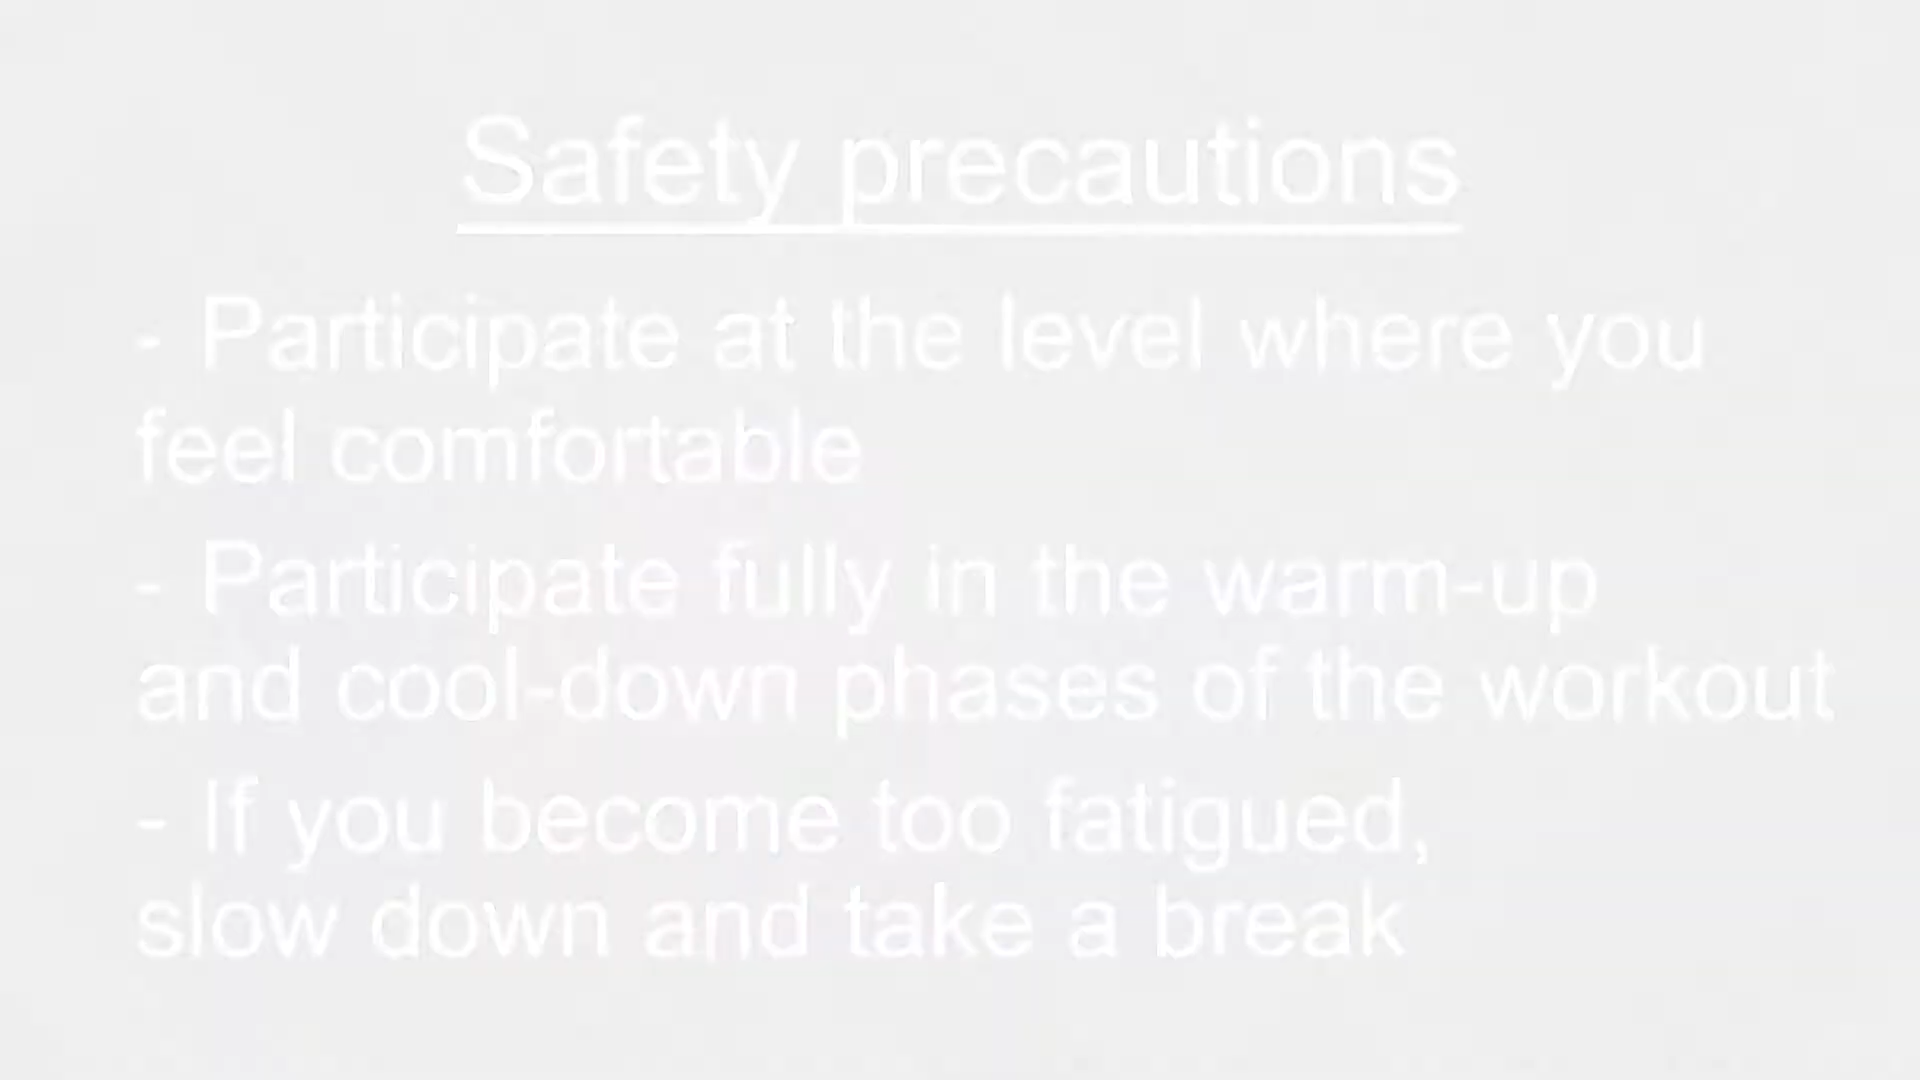 Safety precautions
- Participate at the level where you
feel comfortable
- Participate fully in the warm-up
and cool-down phases of the workout
- If you become too fatigued,
slow down and take a break